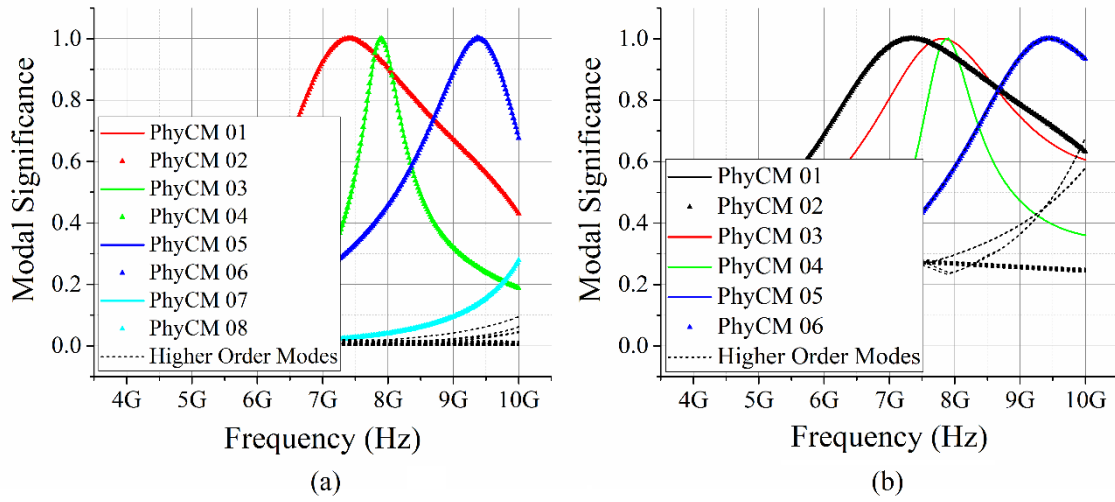 1.0
0.8
0.6
0.4
0.2
0.0
Modal Significance
PhyCM 01
PhyCM 02
PhyCM 03
PhyCM 04
PhyCM 05
PhyCM 06
PhyCM 07
PhyCM 08
Higher Order Modes
4G 5G 6G 7G 8G 9G 10G
Frequency (Hz)
(a)
1.0
0.8
0.6
0.4
0.2
0.0
Modal Significance
PhyCM 01
PhyCM 02
PhyCM 03
PhyCM 04
PhyCM 05
PhyCM 06
Higher Order Modes
4G 5G 6G 7G 8G 9G 10G
Frequency (Hz)
(b)